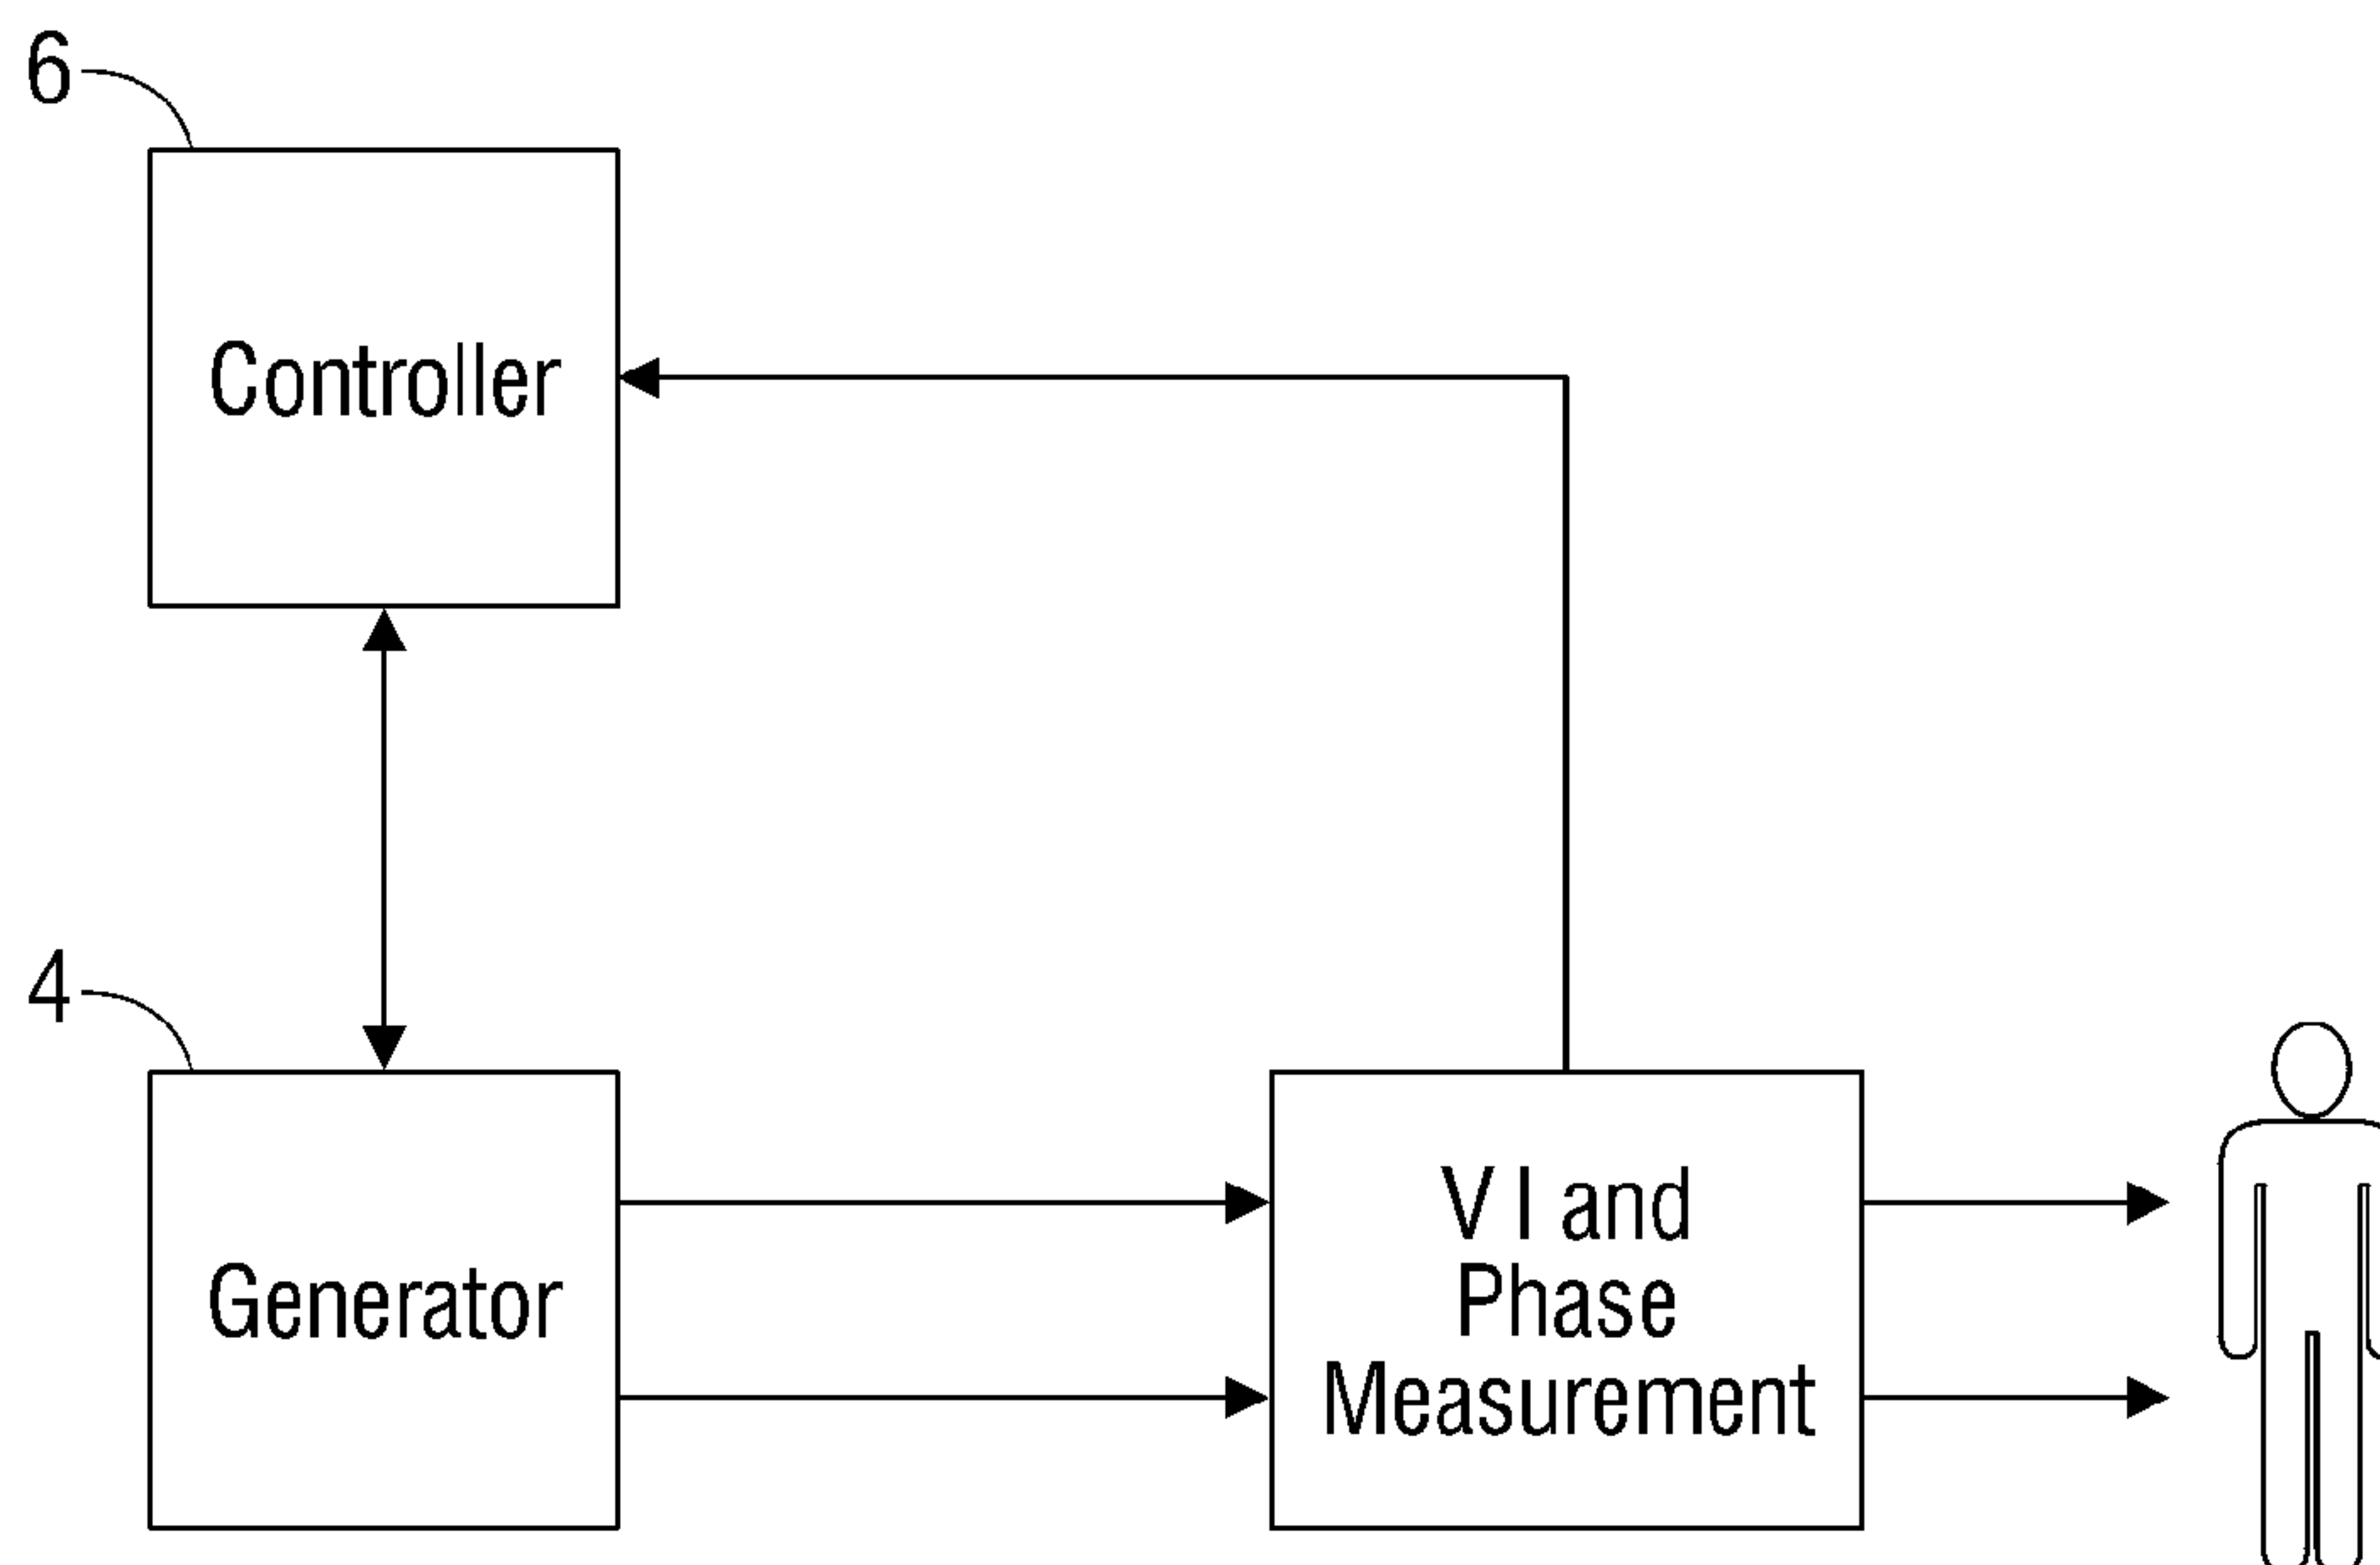 6
Controller
4
Generator
V I and
Phase
Measurement